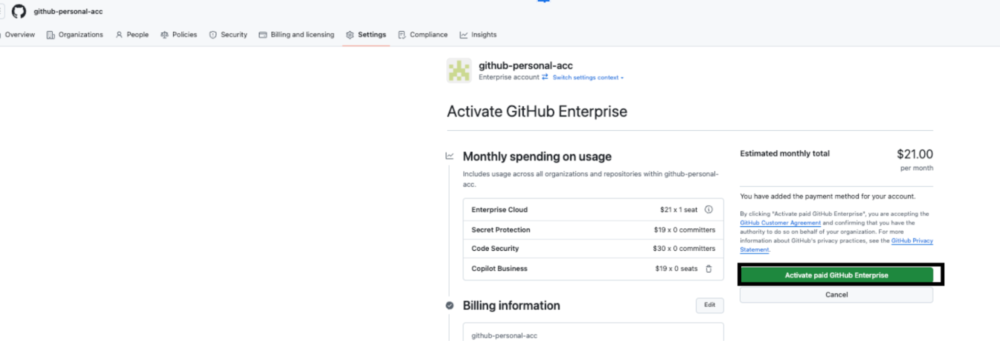 github-personal-acc
Overview Organizations People Policies Security Billing and licensing Settings Compliance Insights
github-personal-acc
Enterprise account Switch settings context
Activate GitHub Enterprise
Monthly spending on usage
Includes usage across all organizations and repositories within github-personal-
acc.
Enterprise Cloud $21 x 1 seat
Secret Protection $19 x 0 committers
Code Security $30 x 0 committers
Copilot Business $19 x 0 seats
Billing information Edit
github-personal-acc
Estimated monthly total $21.00
per month
You have added the payment method for your account.
By clicking "Activate paid GitHub Enterprise", you are accepting the
GitHub Customer Agreement and confirming that you have the
authority to do so on behalf of your organization. For more
information about GitHub's privacy practices, see the GitHub Privacy
Statement.
Activate paid GitHub Enterprise
Cancel